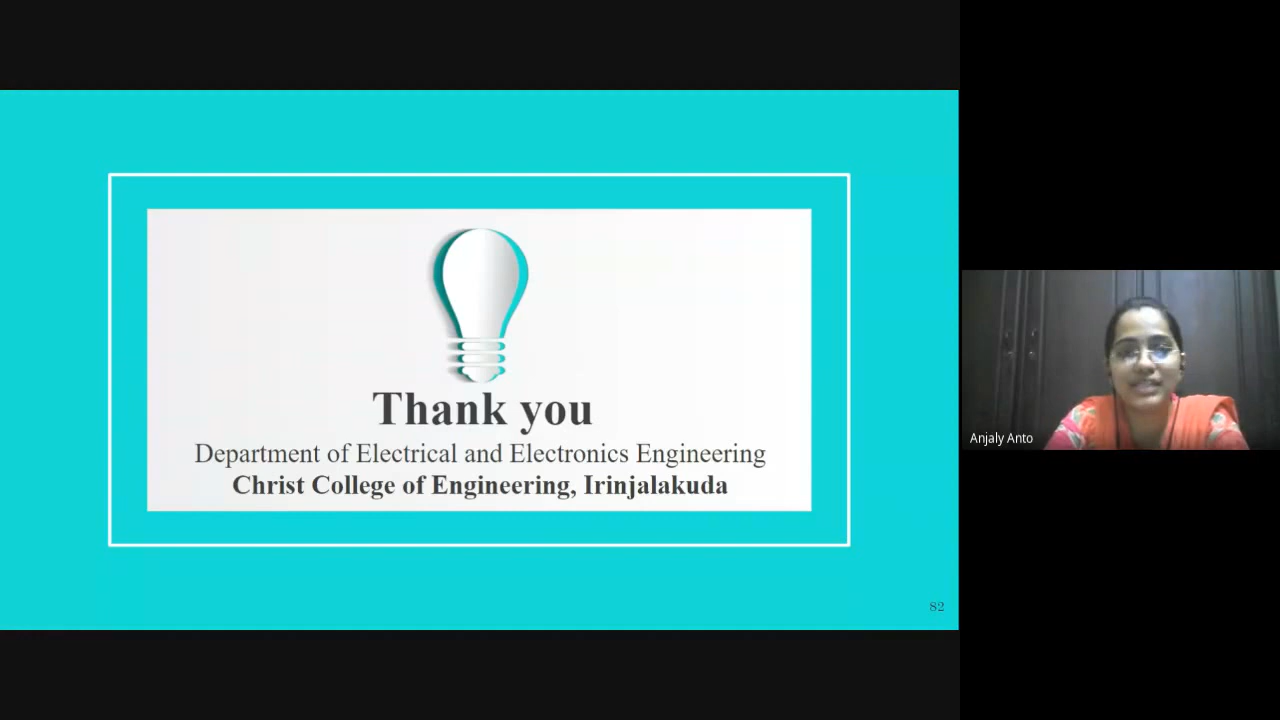 Thank you
Department of Electrical and Electronics Engineering
Christ College of Engineering, Irinjalakuda
82
Anjaly Anto